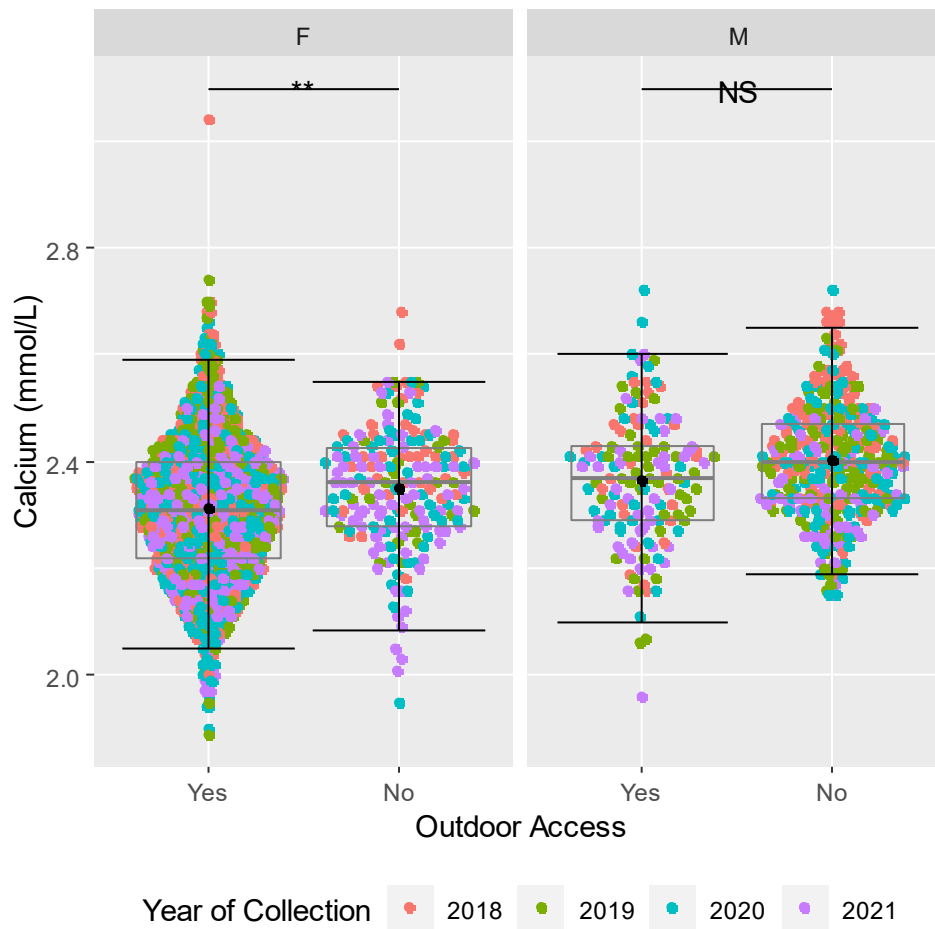 F
M
**
NS
2.8
2.4
2.0
Calcium (mmol/L)
Yes
No
Yes
No
Outdoor Access
Year of Collection
2018
2019
2020
2021